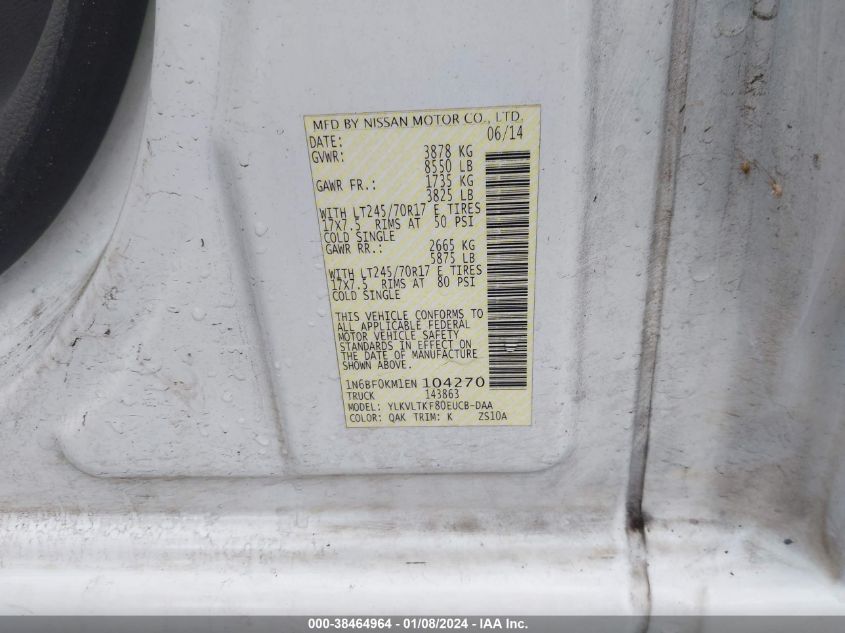 MFD BY NISSAN MOTOR CO., LTD.
DATE: 06/14
GVWR: 3878 KG
8550 LB
GAWR FR.: 1735 KG
3825 LB
WITH LT245/70R17 E TIRES
17X7.5 RIMS AT 50 PSI
COLD SINGLE
GAWR RR.: 2665 KG
5875 LB
WITH LT245/70R17 E TIRES
17X7.5 RIMS AT 80 PSI
COLD SINGLE
THIS VEHICLE CONFORMS TO
ALL APPLICABLE FEDERAL
MOTOR VEHICLE SAFETY
STANDARDS IN EFFECT ON
THE DATE OF MANUFACTURE
SHOWN ABOVE.
1N6BF0KM1EN104270
TRUCK 143863
MODEL: YLKVLTKF80EUCB-DAA
COLOR: QAK TRIM: K ZS10A
000-38464964 - 01/08/2024 - IAA Inc.